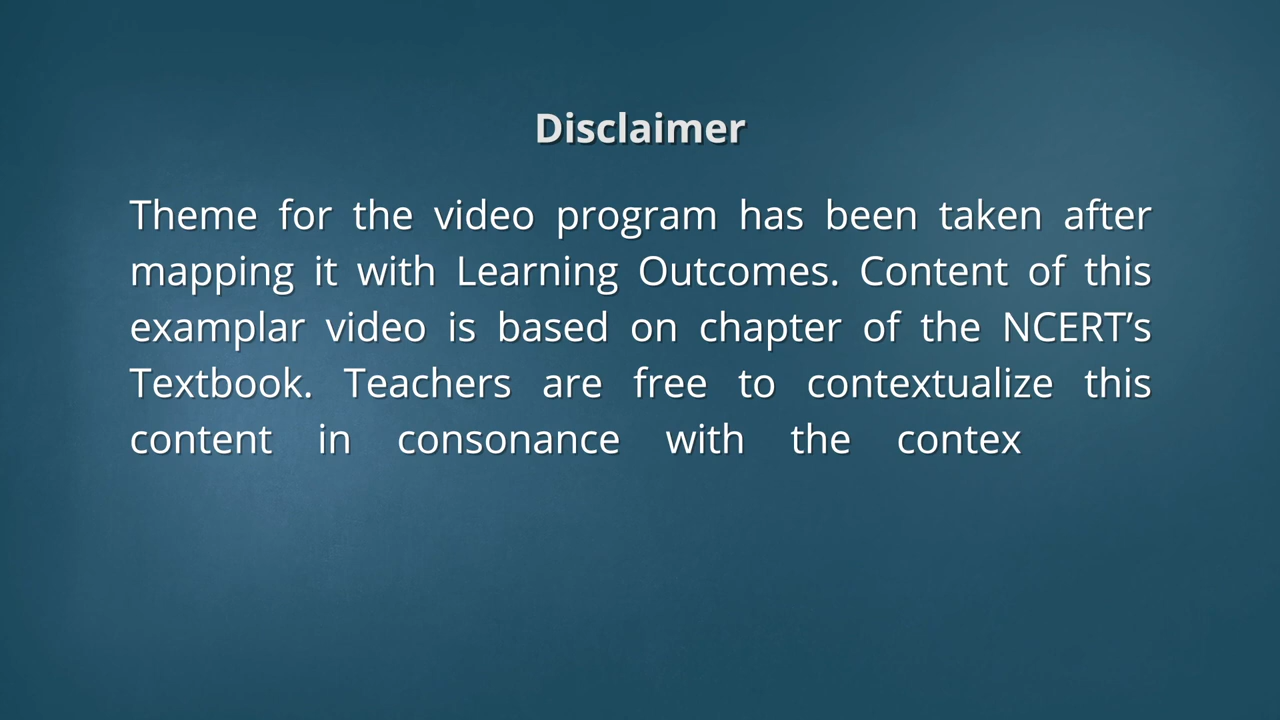 Disclaimer
Theme for the video program has been taken after
mapping it with Learning Outcomes. Content of this
examplar video is based on chapter of the NCERT’s
Textbook. Teachers are free to contextualize this
content in consonance with the contex